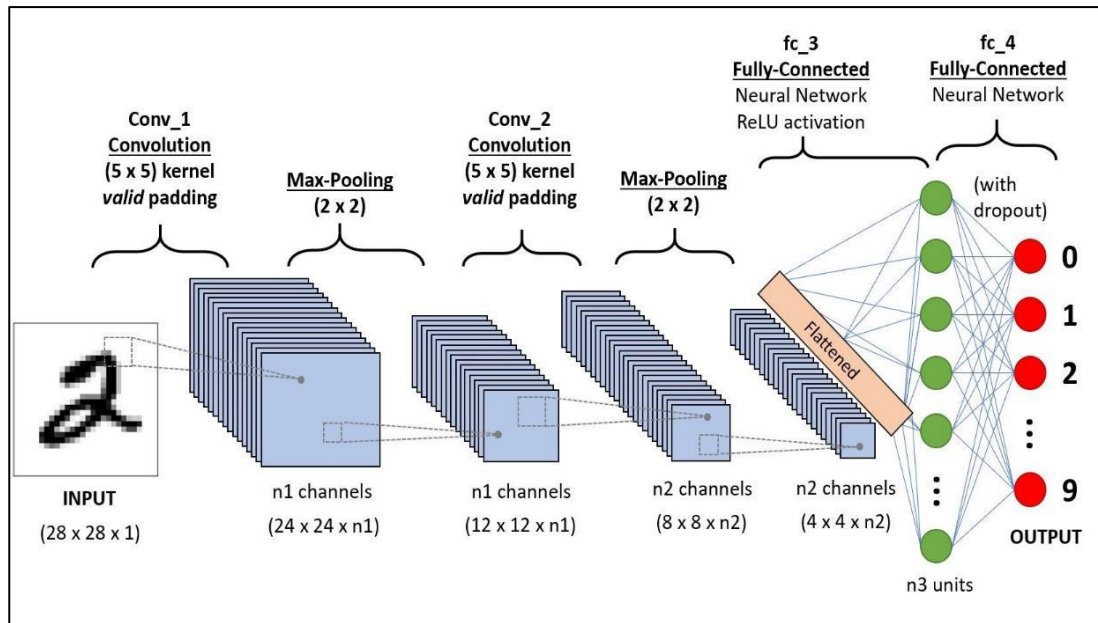 Conv_1
Convolution
(5 x 5) kernel
valid padding
Max-Pooling
(2 x 2)
Conv_2
Convolution
(5 x 5) kernel
valid padding
Max-Pooling
(2 x 2)
fc_3
Fully-Connected
Neural Network
ReLU activation
fc_4
Fully-Connected
Neural Network
(with
dropout)
Flattened
0
1
2
9
2
INPUT
(28 x 28 x 1)
n1 channels
(24 x 24 x n1)
n1 channels
(12 x 12 x n1)
n2 channels
(8 x 8 x n2)
n2 channels
(4 x 4 x n2)
n3 units
OUTPUT